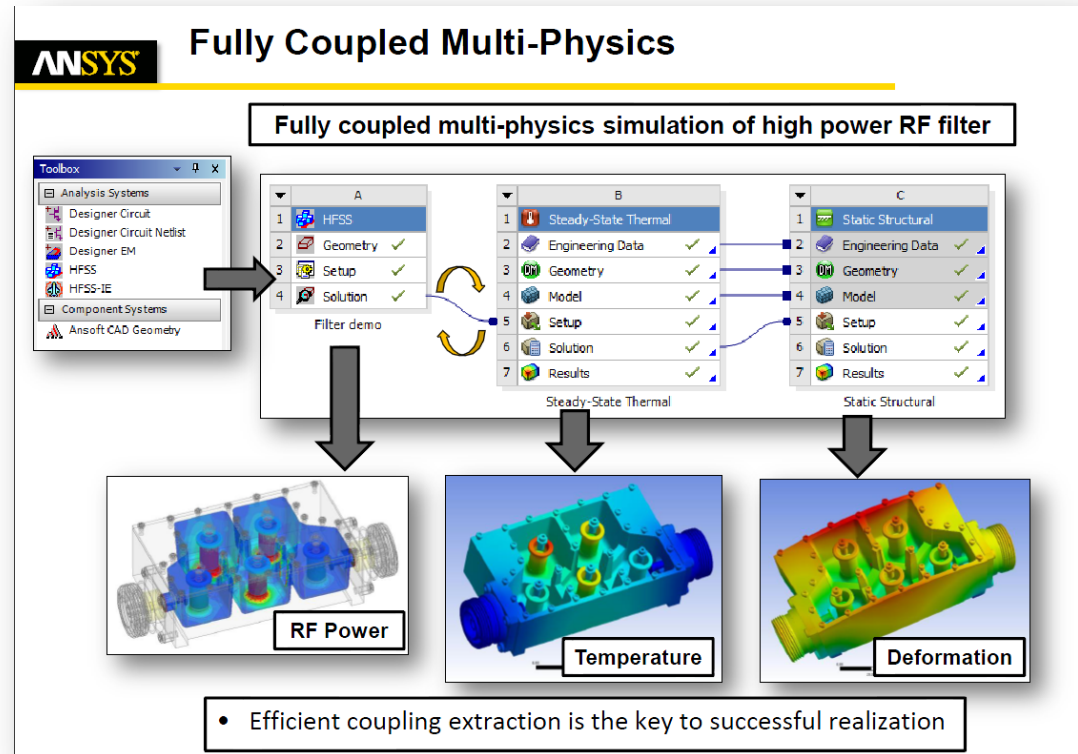 ANSYS
Fully Coupled Multi-Physics
Fully coupled multi-physics simulation of high power RF filter
Toolbox
Analysis Systems
Designer Circuit
Designer Circuit Netlist
Designer EM
HFSS
HFSS-IE
Component Systems
Ansoft CAD Geometry
A
1 HFSS
2 Geometry
3 Setup
4 Solution
Filter demo
B
1 Steady-State Thermal
2 Engineering Data
3 Geometry
4 Model
5 Setup
6 Solution
7 Results
Steady-State Thermal
C
1 Static Structural
2 Engineering Data
3 Geometry
4 Model
5 Setup
6 Solution
7 Results
Static Structural
RF Power
Temperature
Deformation
• Efficient coupling extraction is the key to successful realization